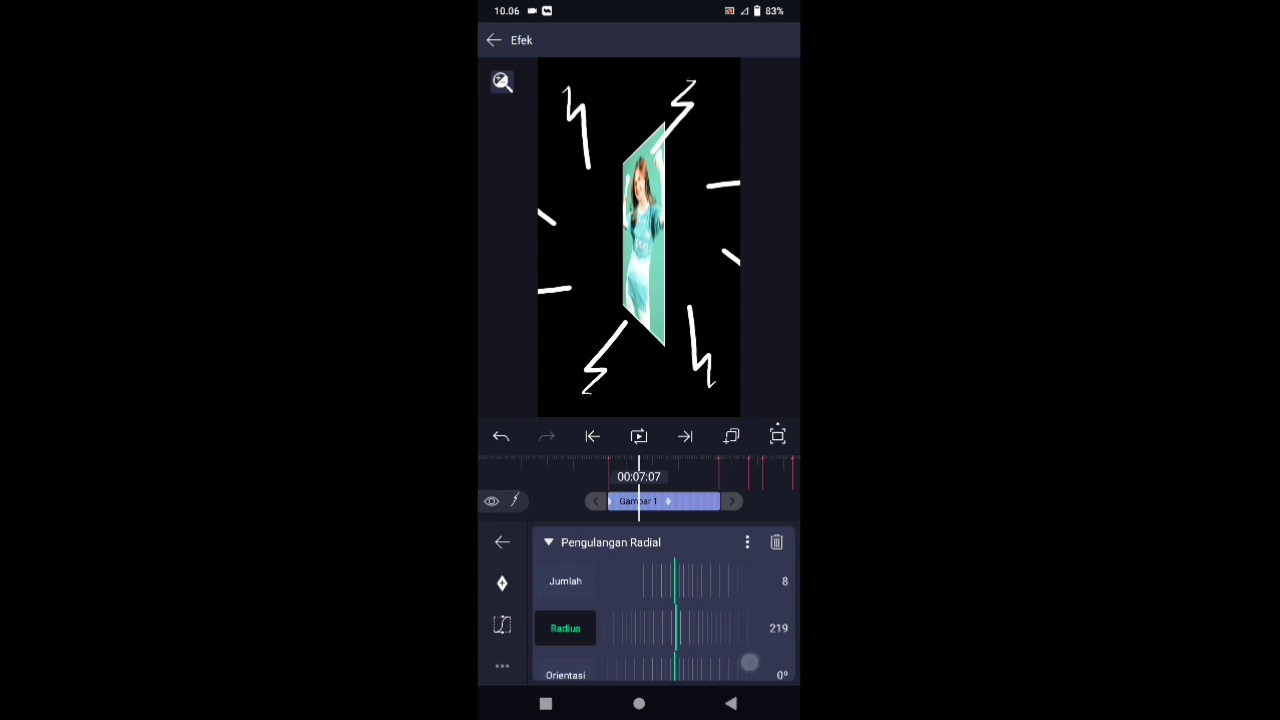 10.06
83%
Efek
00:07:07
Gambar 1
Pengulangan Radial
Jumlah
8
Radius
219
Orientasi
0°